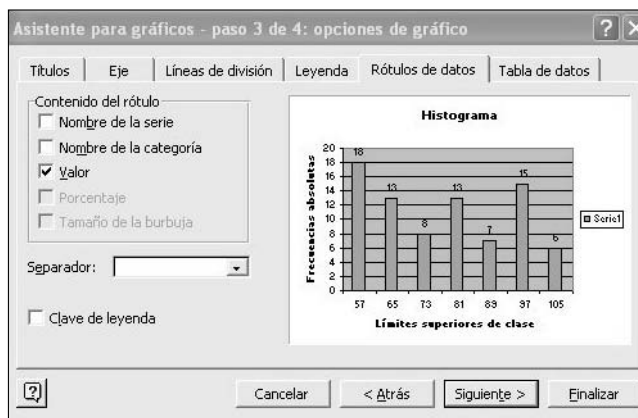 Asistente para gráficos - paso 3 de 4: opciones de gráfico
Títulos Eje Líneas de división Leyenda Rótulos de datos Tabla de datos
Contenido del rótulo
Nombre de la serie
Nombre de la categoría
Valor
Porcentaje
Tamaño de la burbuja
Separador:
Clave de leyenda
Histograma
Frecuencias absolutas
20
18
16
14
12
10
8
6
4
2
0
18 13 8 13 7 15 6
57 65 73 81 89 97 105
Límites superiores de clase
Serie1
Cancelar < Atrás Siguiente > Finalizar